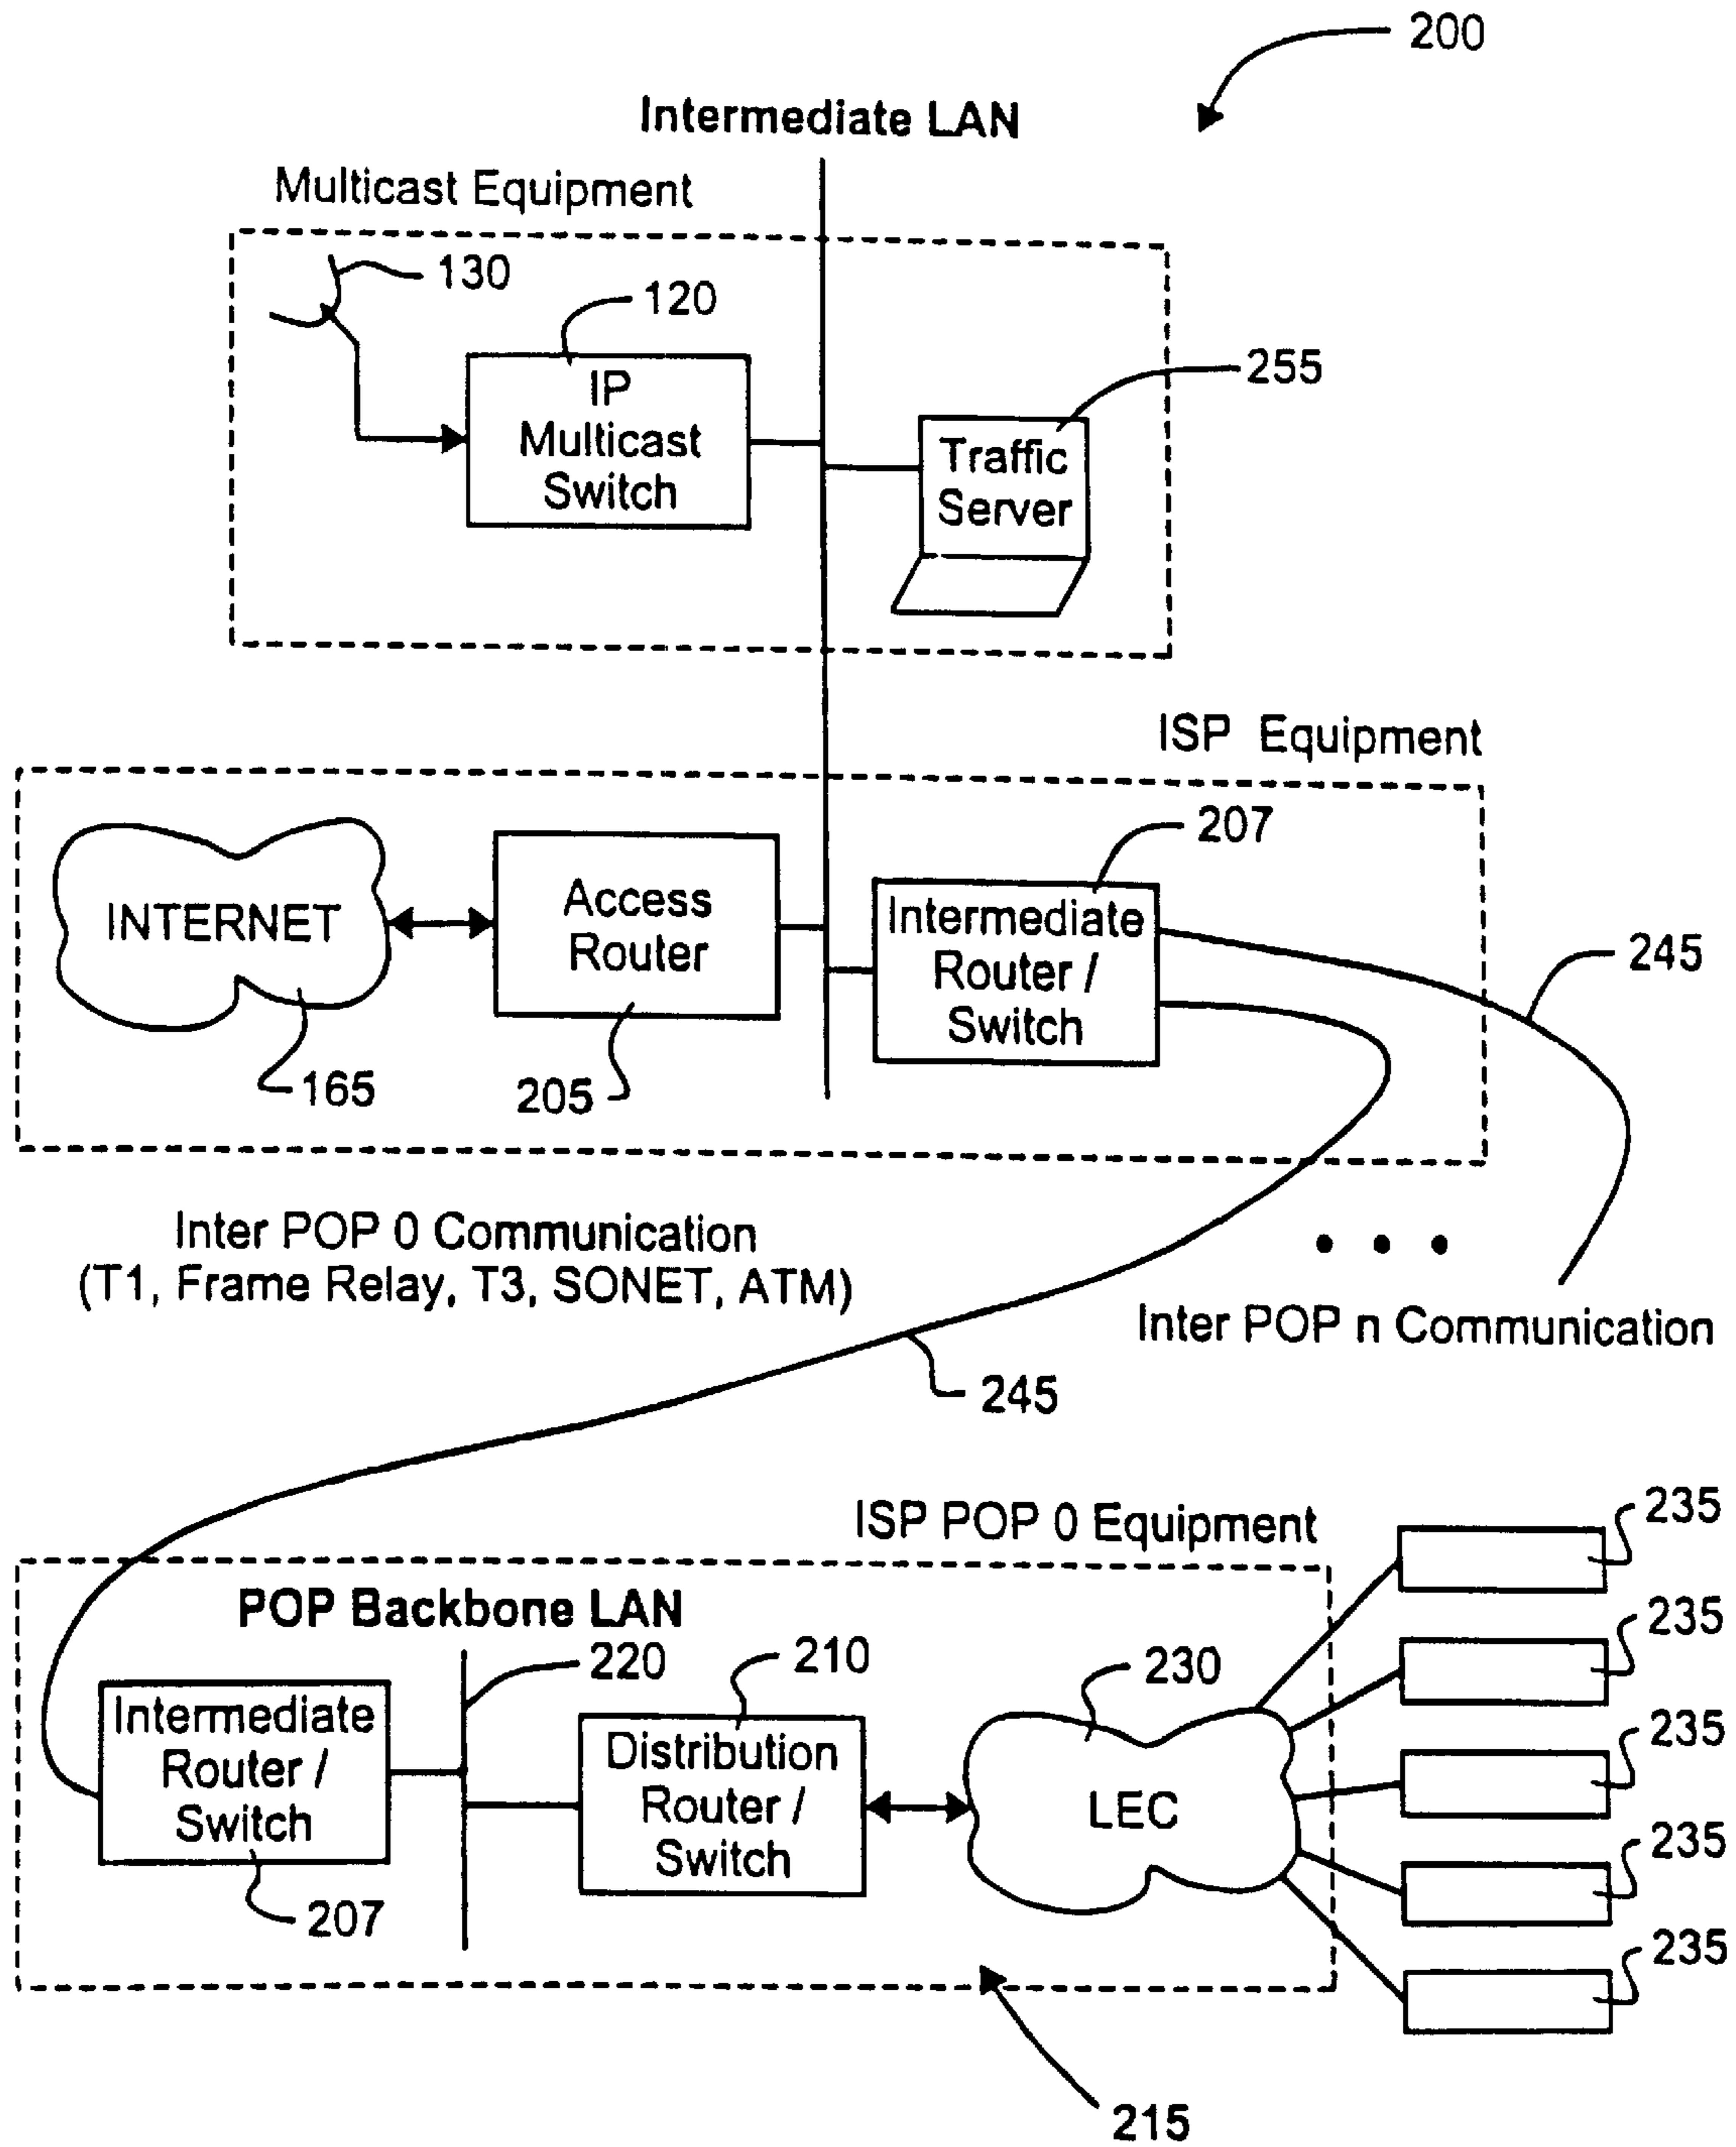 200
Intermediate LAN
Multicast Equipment
130
120
IP
Multicast
Switch
255
Traffic
Server
ISP Equipment
207
INTERNET
Access
Router
Intermediate
Router /
Switch
245
165
205
Inter POP 0 Communication
(T1, Frame Relay, T3, SONET, ATM)
Inter POP n Communication
245
ISP POP 0 Equipment
235
POP Backbone LAN
220
210
230
235
Intermediate
Router /
Switch
Distribution
Router /
Switch
LEC
235
235
207
235
215